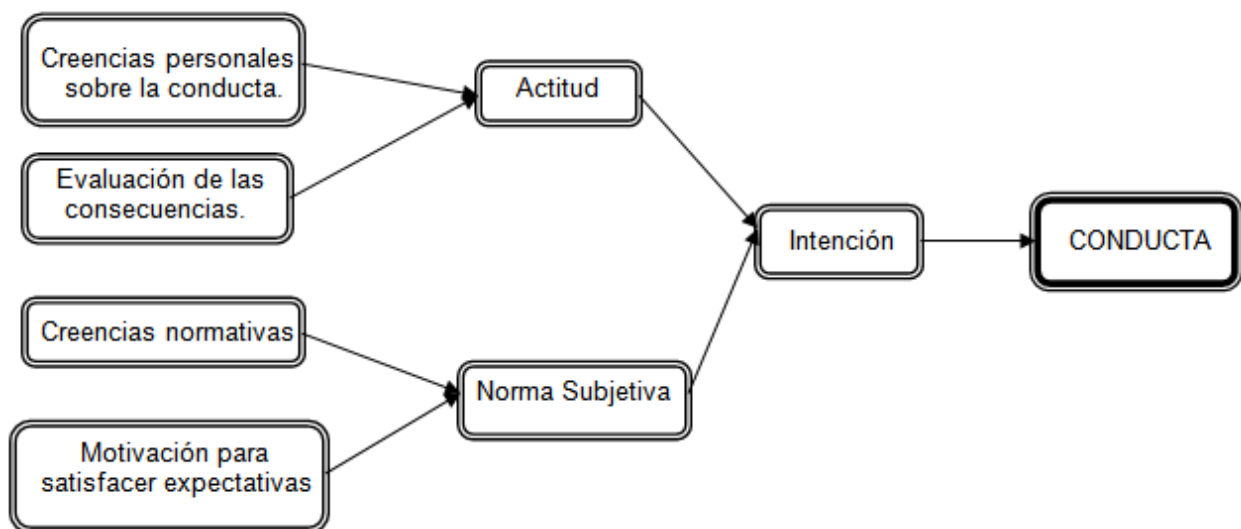 Creencias personales
sobre la conducta.
Actitud
Evaluación de las
consecuencias.
Intención
CONDUCTA
Creencias normativas
Norma Subjetiva
Motivación para
satisfacer expectativas